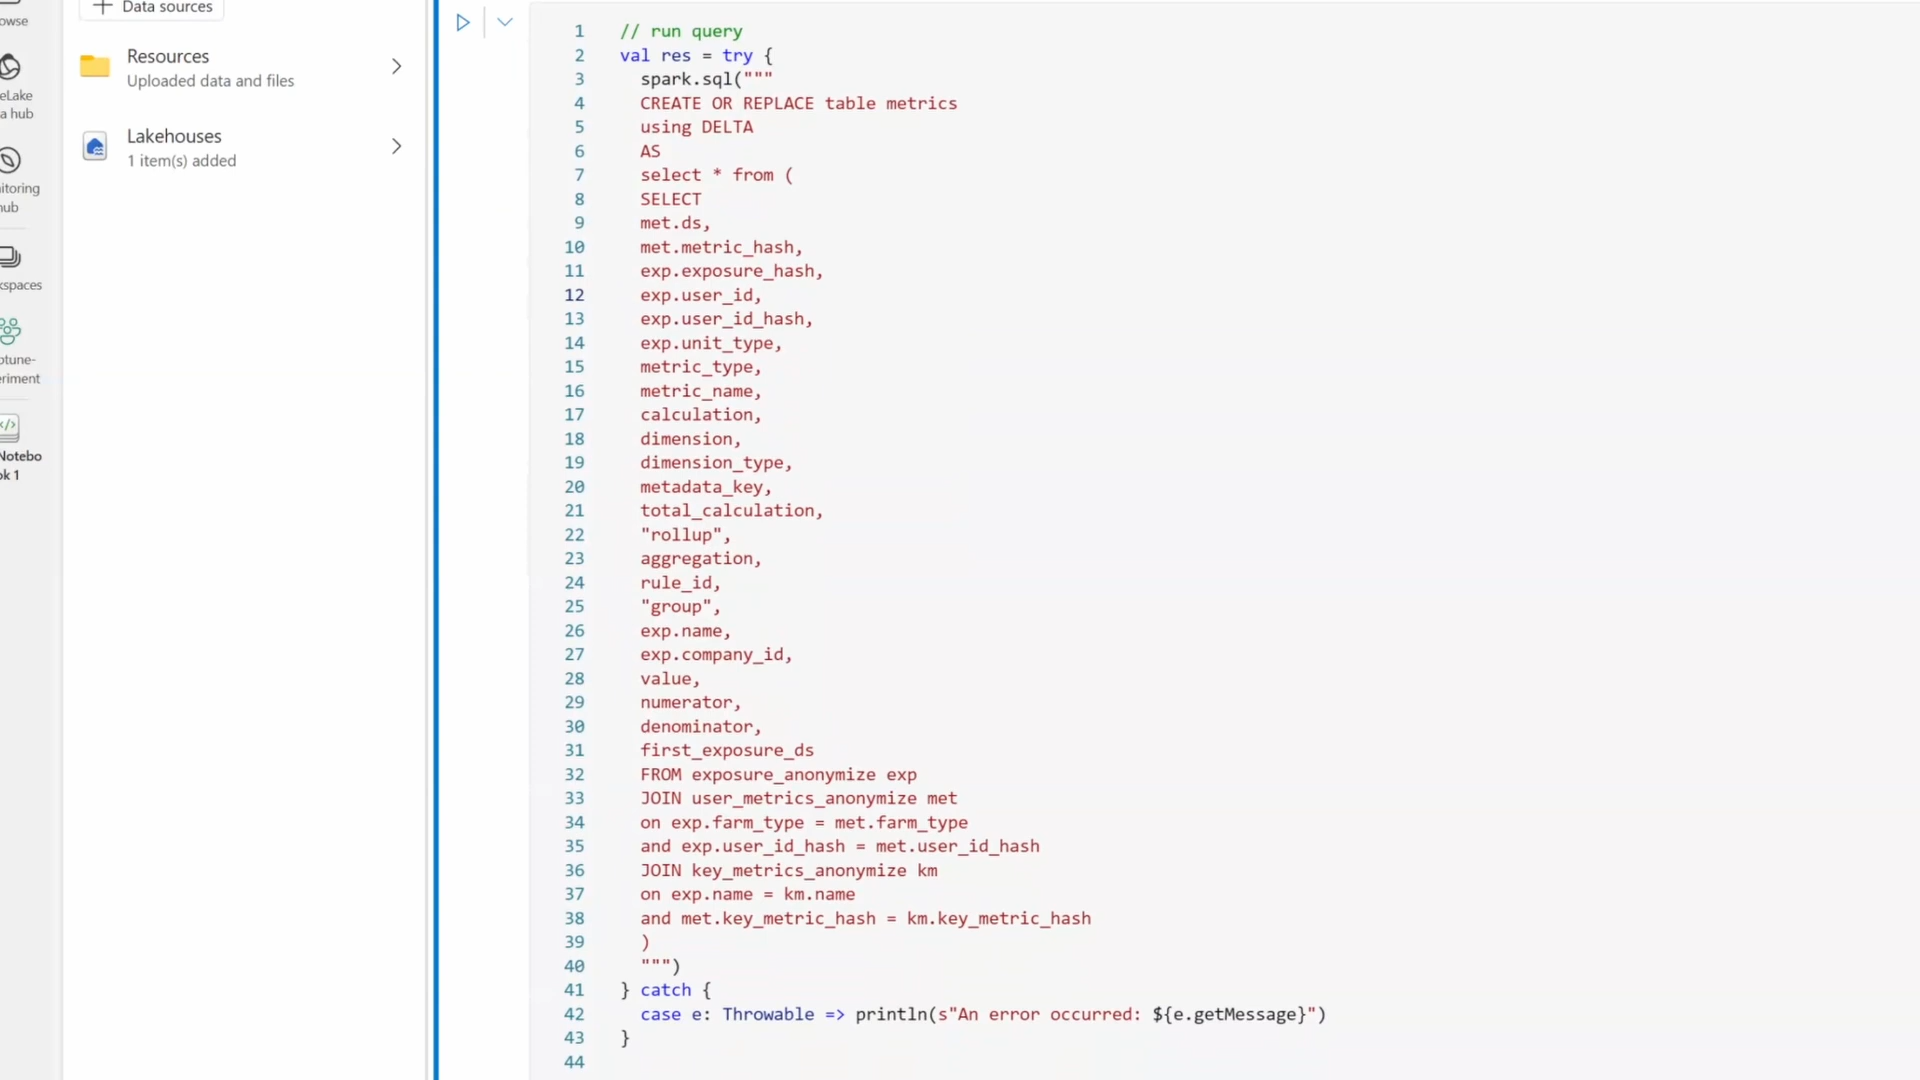 owse
eLake
a hub
itoring
hub
kspaces
ptune-
eriment
Notebo
ok 1
+ Data sources
Resources
Uploaded data and files
Lakehouses
1 item(s) added
1 // run query
2 val res = try {
3 spark.sql("""
4 CREATE OR REPLACE table metrics
5 using DELTA
6 AS
7 select * from (
8 SELECT
9 met.ds,
10 met.metric_hash,
11 exp.exposure_hash,
12 exp.user_id,
13 exp.user_id_hash,
14 exp.unit_type,
15 metric_type,
16 metric_name,
17 calculation,
18 dimension,
19 dimension_type,
20 metadata_key,
21 total_calculation,
22 "rollup",
23 aggregation,
24 rule_id,
25 "group",
26 exp.name,
27 exp.company_id,
28 value,
29 numerator,
30 denominator,
31 first_exposure_ds
32 FROM exposure_anonymize exp
33 JOIN user_metrics_anonymize met
34 on exp.farm_type = met.farm_type
35 and exp.user_id_hash = met.user_id_hash
36 JOIN key_metrics_anonymize km
37 on exp.name = km.name
38 and met.key_metric_hash = km.key_metric_hash
39 )
40 """)
41 } catch {
42 case e: Throwable => println(s"An error occurred: ${e.getMessage}")
43 }
44